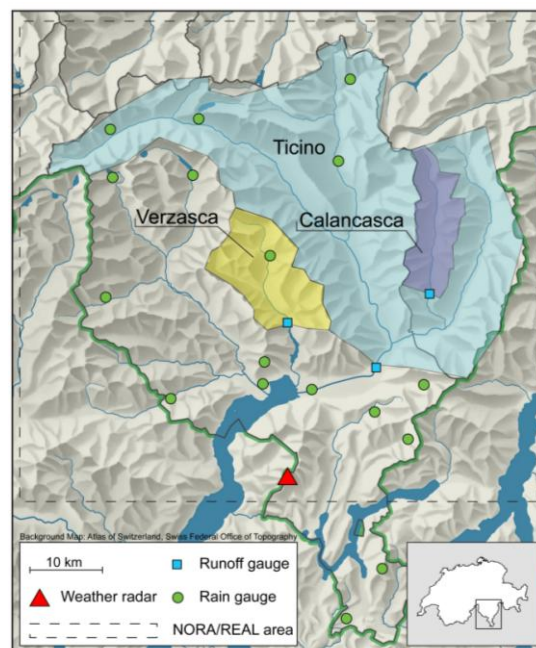 Ticino
Verzasca
Calancasca
Background Map: Atlas of Switzerland, Swiss Federal Office of Topography
10 km
Runoff gauge
Weather radar
Rain gauge
NORA/REAL area